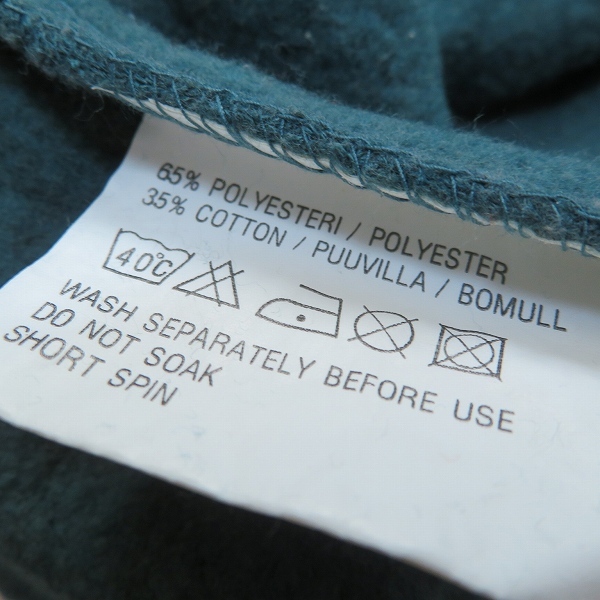 65% POLYESTERI / POLYESTER
35% COTTON / PUUVILLA / BOMULL
40°C
WASH SEPARATELY BEFORE USE
DO NOT SOAK
SHORT SPIN